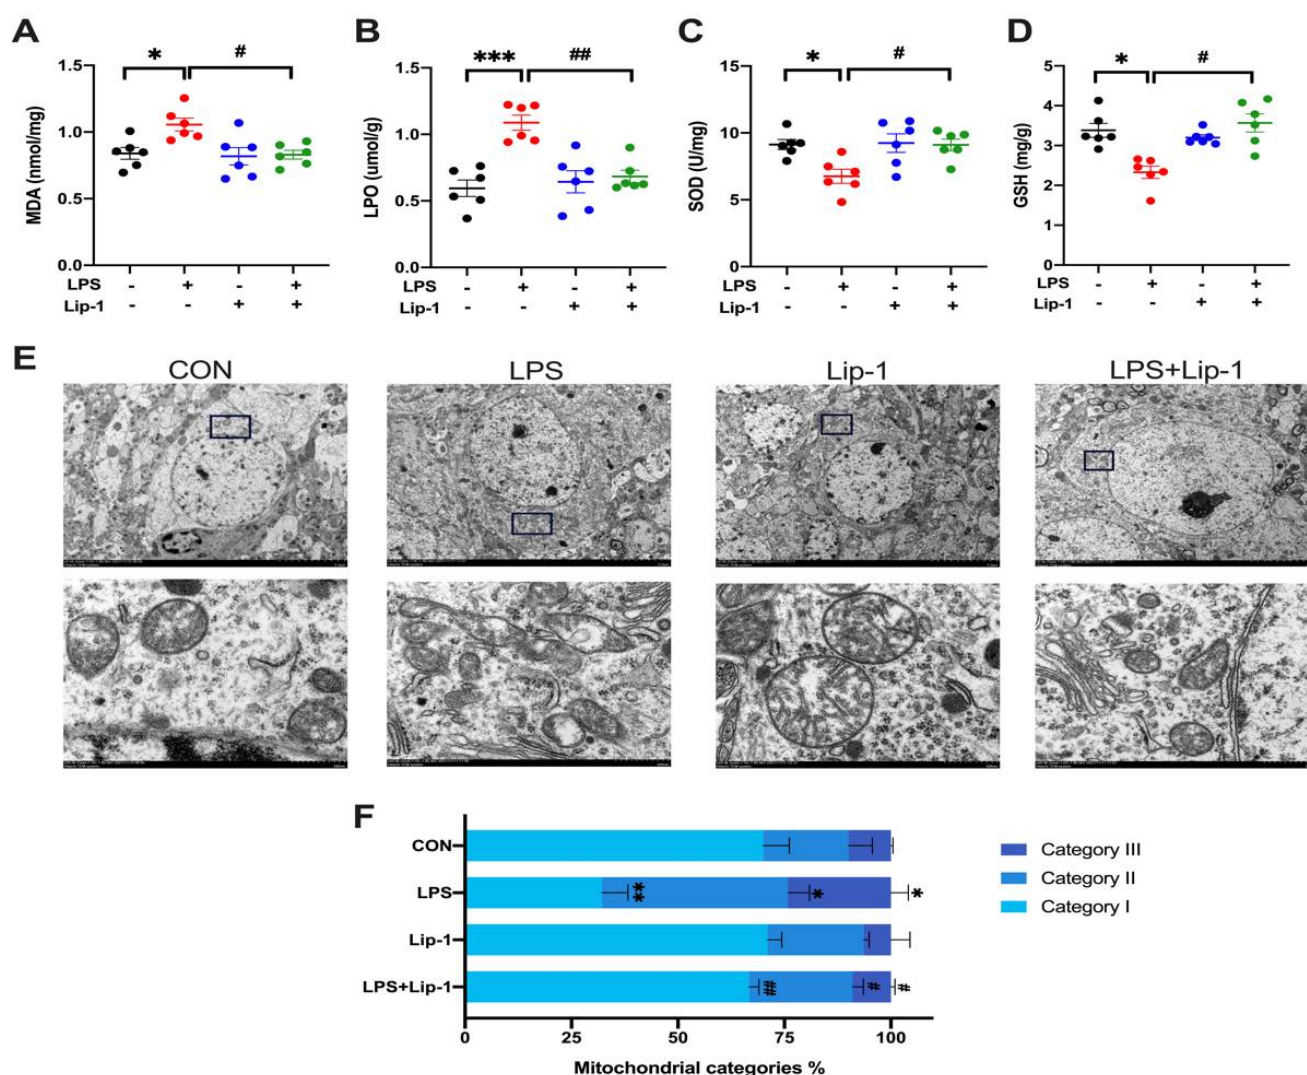 A
B
C
D
* #
*** ##
* #
* #
MDA (nmol/mg)
1.5
1.0
0.5
0.0
LPO (umol/g)
1.5
1.0
0.5
0.0
SOD (U/mg)
15
10
5
0
GSH (mg/g)
5
4
3
2
1
0
LPS - + - +
Lip-1 - - + +
LPS - + - +
Lip-1 - - + +
LPS - + - +
Lip-1 - - + +
LPS - + - +
Lip-1 - - + +
E
CON LPS Lip-1 LPS+Lip-1
F
CON
LPS ** * *
Lip-1
LPS+Lip-1 ## # #
0 25 50 75 100
Mitochondrial categories %
Category III
Category II
Category I